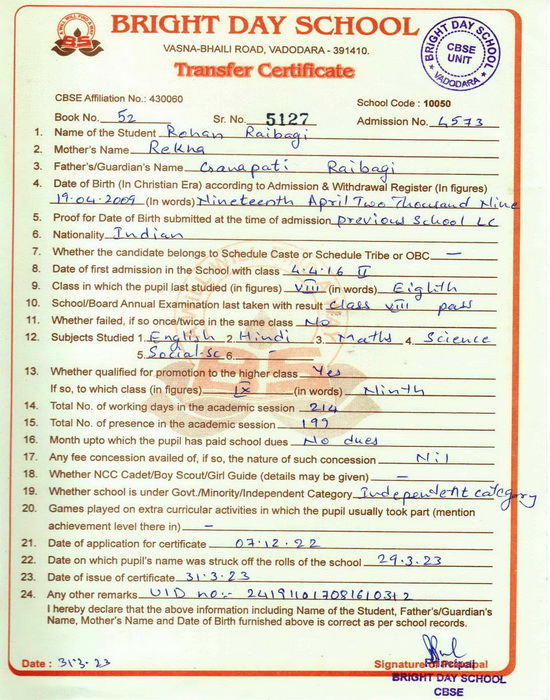 BRIGHT DAY SCHOOL
VASNA-BHAILI ROAD, VADODARA - 391410.
Transfer Certificate
BRIGHT DAY SCHOOL
CBSE
UNIT
VADODARA
CBSE Affiliation No.: 430060
School Code : 10050
Book No. 52 Sr. No. 5127 Admission No. 4573
1. Name of the Student Rohan Raibagi
2. Mother's Name Rekha
3. Father's/Guardian's Name Ganapati Raibagi
4. Date of Birth (In Christian Era) according to Admission & Withdrawal Register (In figures)
19.04.2009 (In words) Nineteenth April Two Thousand Nine
5. Proof for Date of Birth submitted at the time of admission previous School LC
6. Nationality Indian
7. Whether the candidate belongs to Schedule Caste or Schedule Tribe or OBC —
8. Date of first admission in the School with class 4.4.16 II
9. Class in which the pupil last studied (in figures) VIII (in words) Eighth
10. School/Board Annual Examination last taken with result Class VIII pass
11. Whether failed, if so once/twice in the same class No
12. Subjects Studied 1. English 2. Hindi 3. Maths 4. Science
5. Social-Sc 6. -
13. Whether qualified for promotion to the higher class Yes
If so, to which class (in figures) IX (in words) Ninth
14. Total No. of working days in the academic session 214
15. Total No. of presence in the academic session 199
16. Month upto which the pupil has paid school dues No dues
17. Any fee concession availed of, if so, the nature of such concession Nil
18. Whether NCC Cadet/Boy Scout/Girl Guide (details may be given) —
19. Whether school is under Govt./Minority/Independent Category Independent category
20. Games played on extra curricular activities in which the pupil usually took part (mention
achievement level there in) —
21. Date of application for certificate 07.12.22
22. Date on which pupil's name was struck off the rolls of the school 29.3.23
23. Date of issue of certificate 31.3.23
24. Any other remarks UID no:- 241911017081610312
I hereby declare that the above information including Name of the Student, Father's/Guardian's
Name, Mother's Name and Date of Birth furnished above is correct as per school records.
Date : 31.3.23
Signature of Principal
Principal
BRIGHT DAY SCHOOL
CBSE